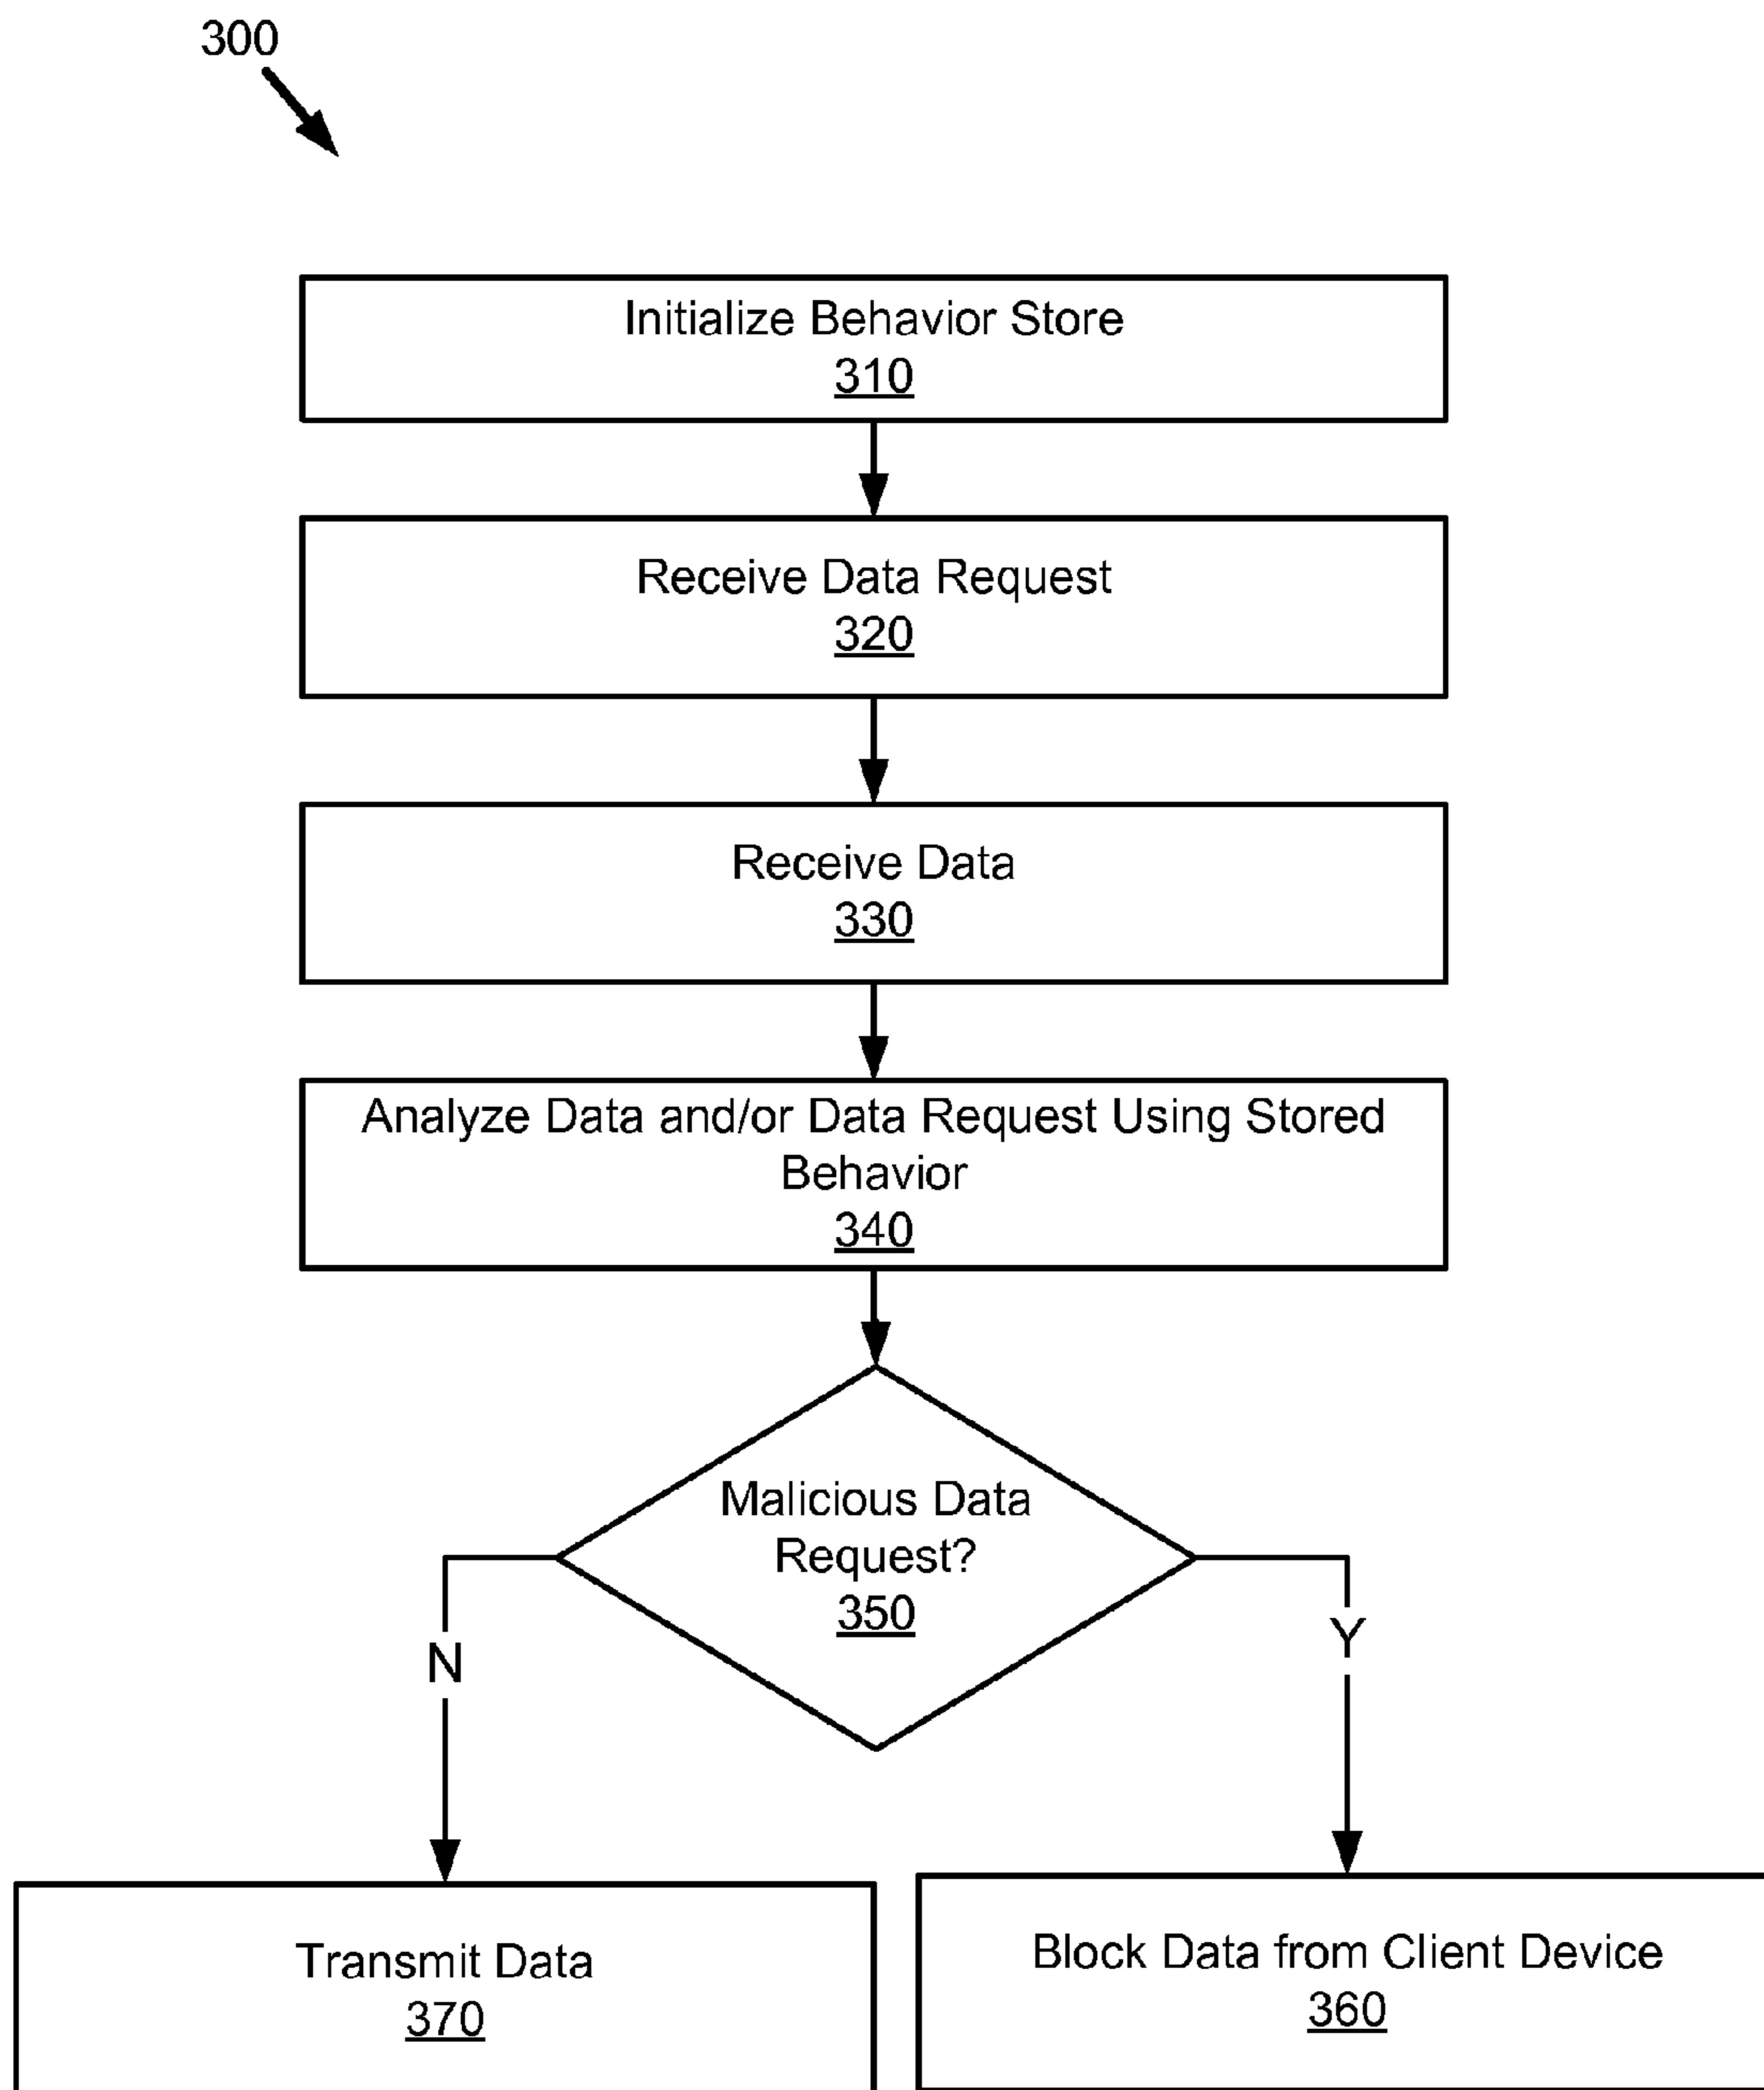 300
Initialize Behavior Store
310
Receive Data Request
320
Receive Data
330
Analyze Data and/or Data Request Using Stored
Behavior
340
Malicious Data
Request?
350
N
Y
Transmit Data
370
Block Data from Client Device
360